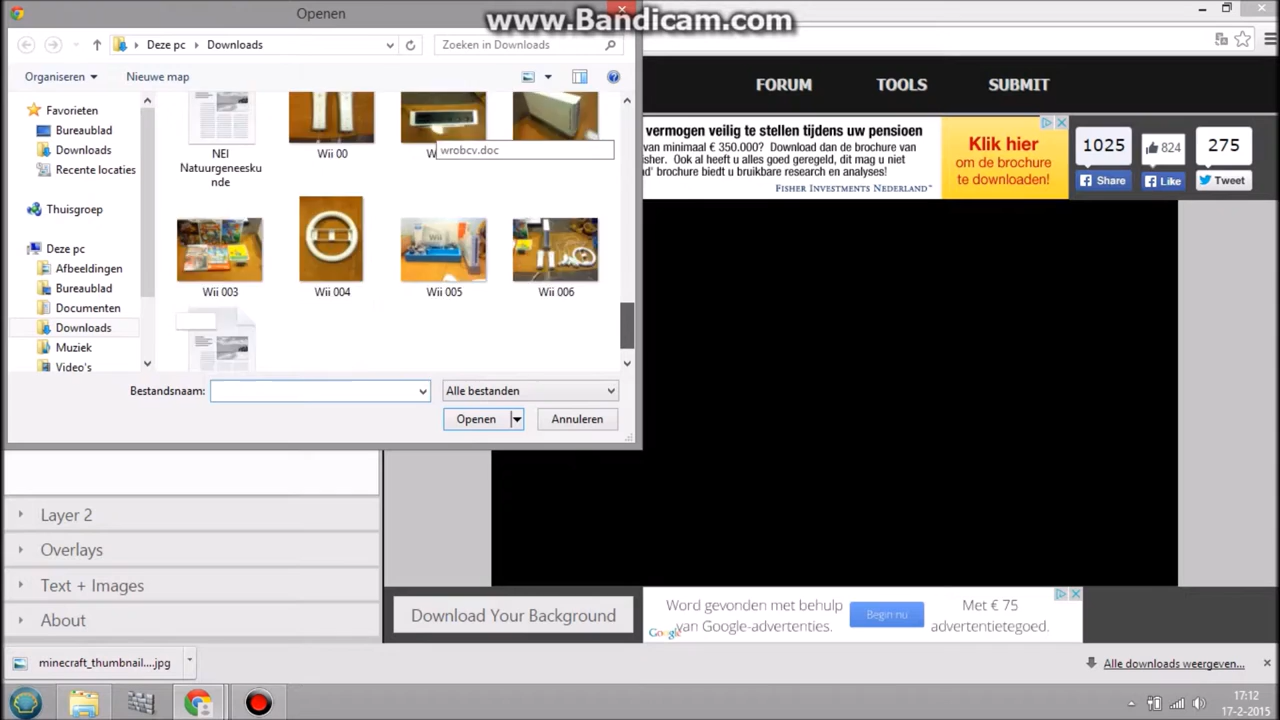 Openen
www.Bandicam.com
Deze pc
Downloads
Zoeken in Downloads
Organiseren
Nieuwe map
FORUM
TOOLS
SUBMIT
Favorieten
Bureaublad
Downloads
Recente locaties
Thuisgroep
Deze pc
Afbeeldingen
Bureaublad
Documenten
Downloads
Muziek
Video's
NEI
Natuurgeneesku
nde
Wii 00
W
wrobcv.doc
Wii 003
Wii 004
Wii 005
Wii 006
Bestandsnaam:
Alle bestanden
Openen
Annuleren
vermogen veilig te stellen tijdens uw pensioen
van minimaal € 350.000? Download dan de brochure van
isher. Ook al heeft u alles goed geregeld, dit mag u niet
nd' brochure biedt u bruikbare research en analyses!
FISHER INVESTMENTS NEDERLAND™
Klik hier
om de brochure
te downloaden!
1025
824
275
Share
Like
Tweet
Layer 2
Overlays
Text + Images
About
Download Your Background
Word gevonden met behulp
van Google-advertenties.
Google
Begin nu
Met € 75
advertentietegoed.
minecraft_thumbnail....jpg
Alle downloads weergeven...
17:12
17-2-2015